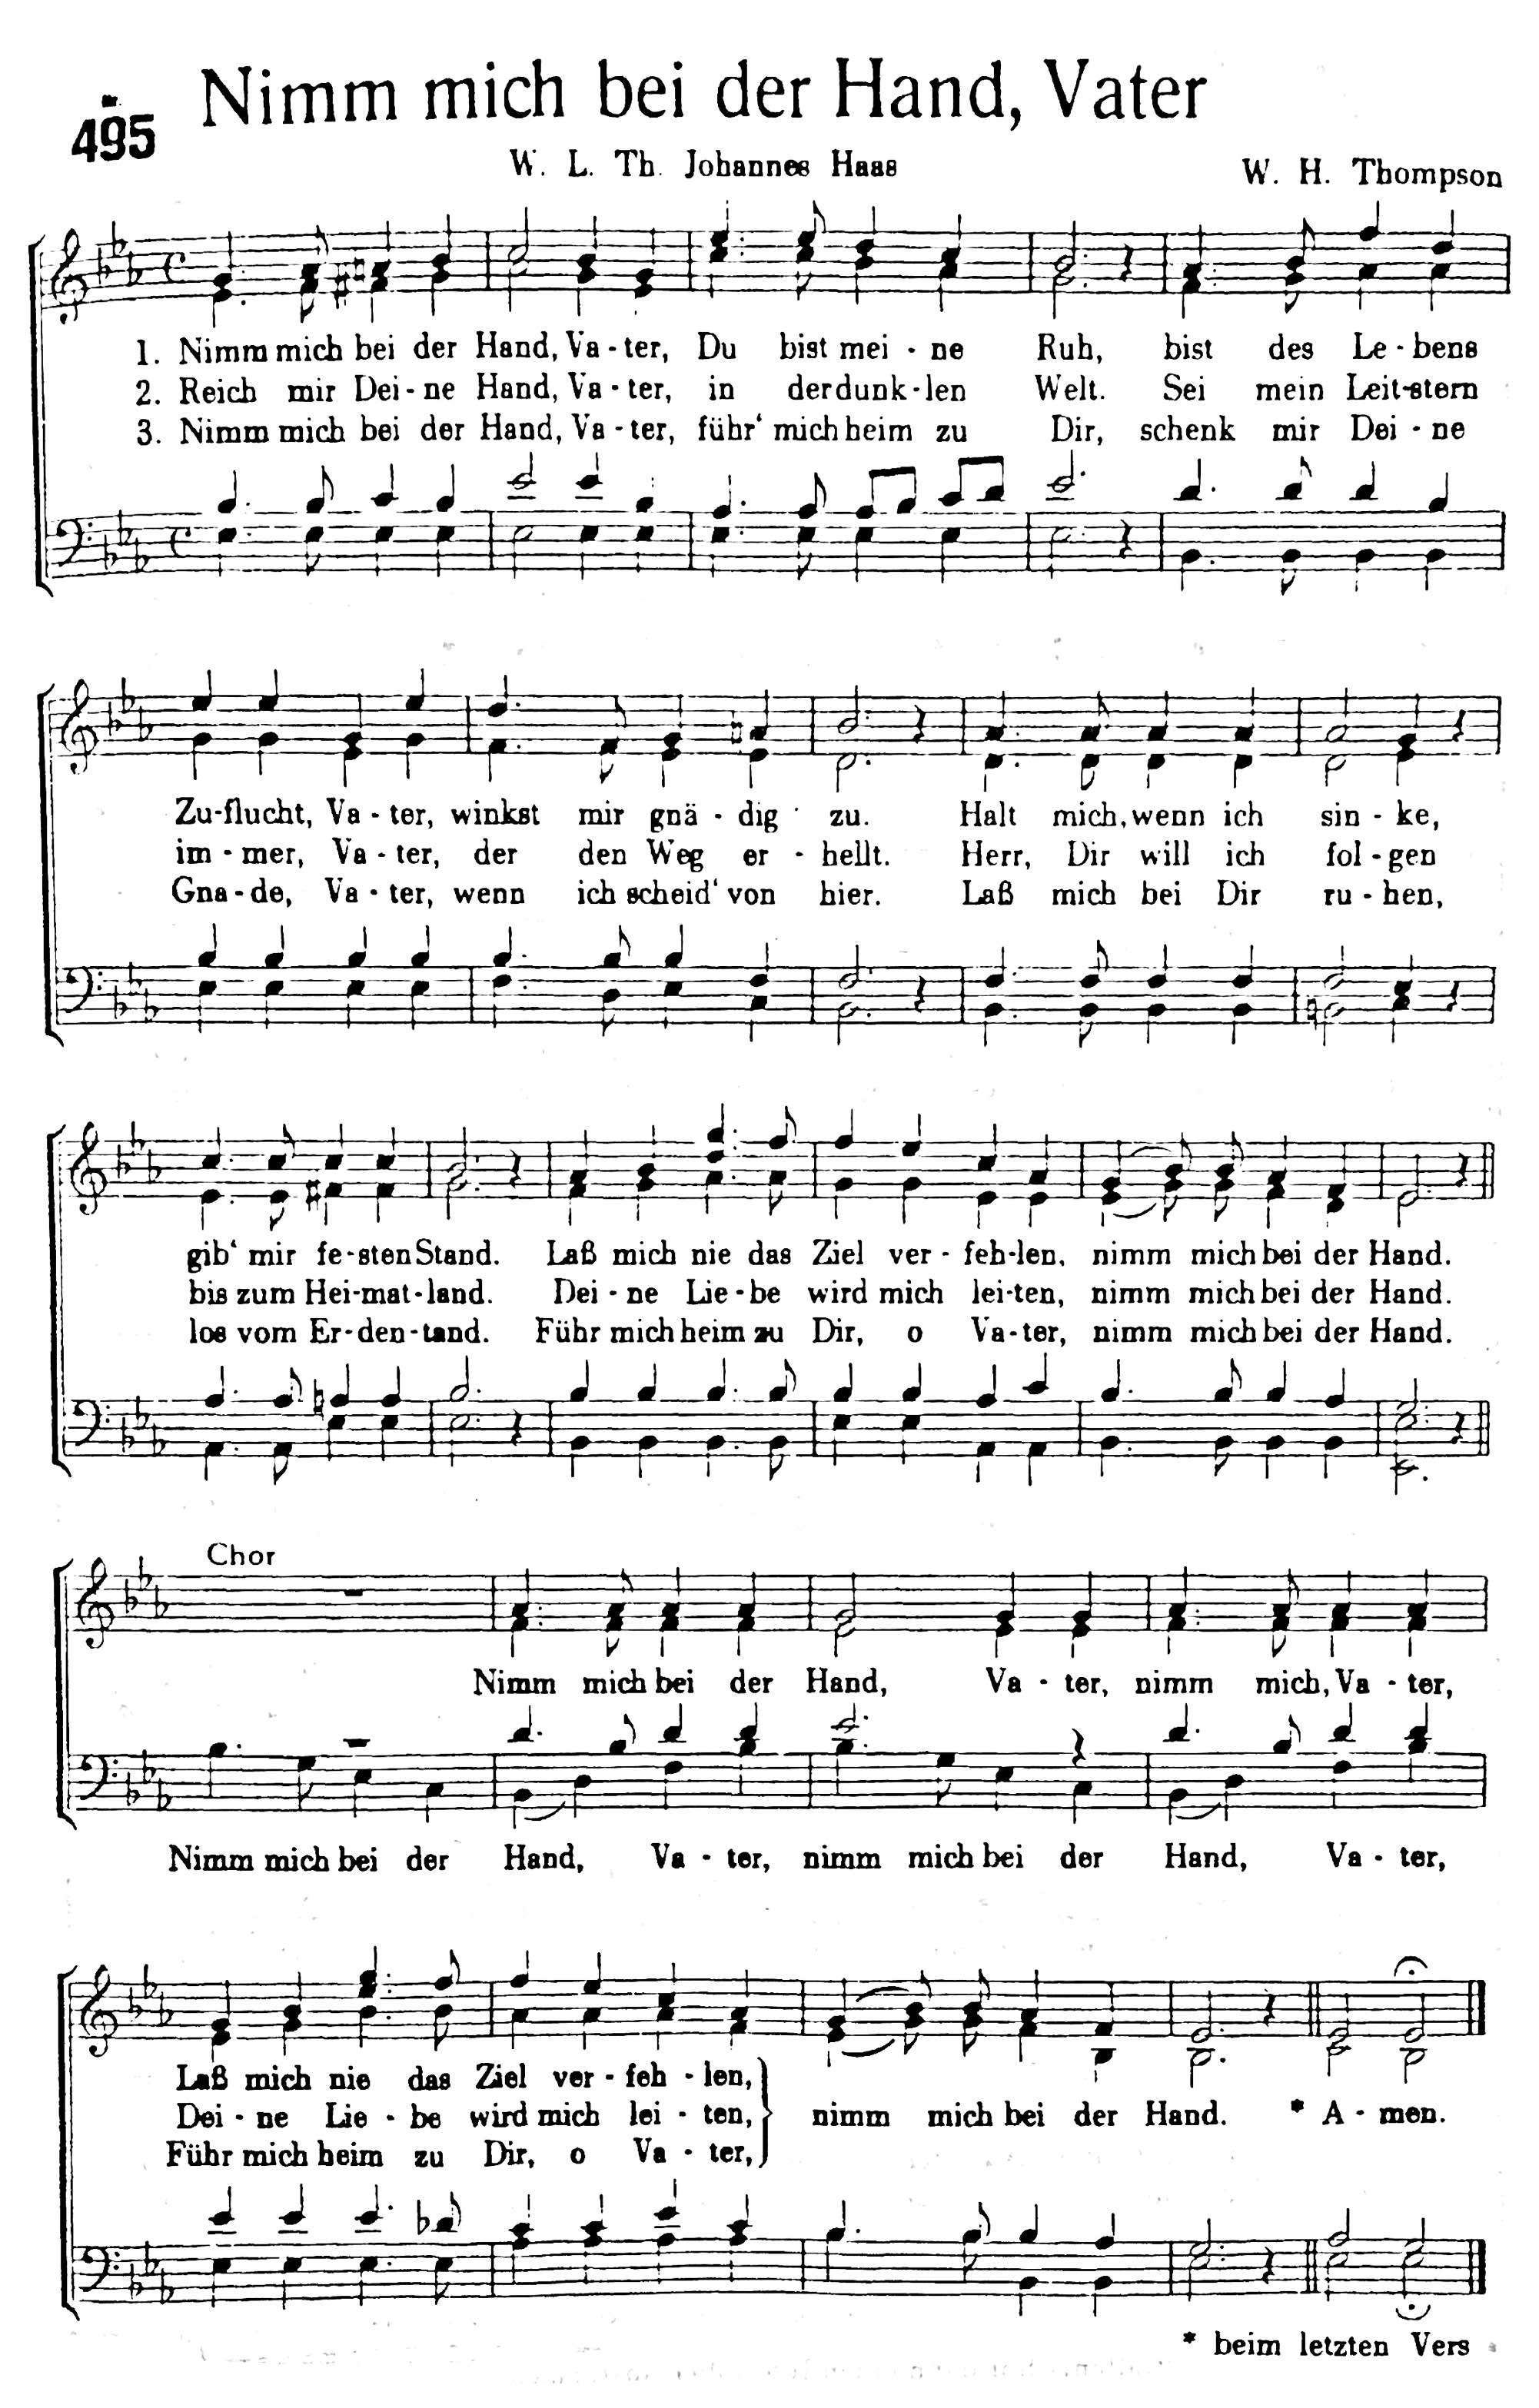 Nimm mich bei der Hand, Vater
495
W. L. Th. Johannes Haas
W. H. Thompson
1. Nimm mich bei der Hand, Va - ter, Du bist mei - ne Ruh, bist des Le - bens
2. Reich mir Dei - ne Hand, Va - ter, in der dunk - len Welt. Sei mein Leit-stern
3. Nimm mich bei der Hand, Va - ter, führ‘ mich heim zu Dir, schenk mir Dei - ne
Zu-flucht, Va - ter, winkst mir gnä - dig zu. Halt mich, wenn ich sin - ke,
im - mer, Va - ter, der den Weg er - hellt. Herr, Dir will ich fol - gen
Gna - de, Va - ter, wenn ich scheid‘ von hier. Laß mich bei Dir ru - hen,
gib‘ mir fe-sten Stand. Laß mich nie das Ziel ver - feh-len, nimm mich bei der Hand.
bis zum Hei-mat-land. Dei - ne Lie - be wird mich lei-ten, nimm mich bei der Hand.
los vom Er-den-tand. Führ mich heim zu Dir, o Va-ter, nimm mich bei der Hand.
Chor
Nimm mich bei der Hand, Va - ter, nimm mich, Va - ter,
Nimm mich bei der Hand, Va - ter, nimm mich bei der Hand, Va - ter,
Laß mich nie das Ziel ver - feh - len,
Dei - ne Lie - be wird mich lei - ten, nimm mich bei der Hand. * A - men.
Führ mich heim zu Dir, o Va - ter,
* beim letzten Vers